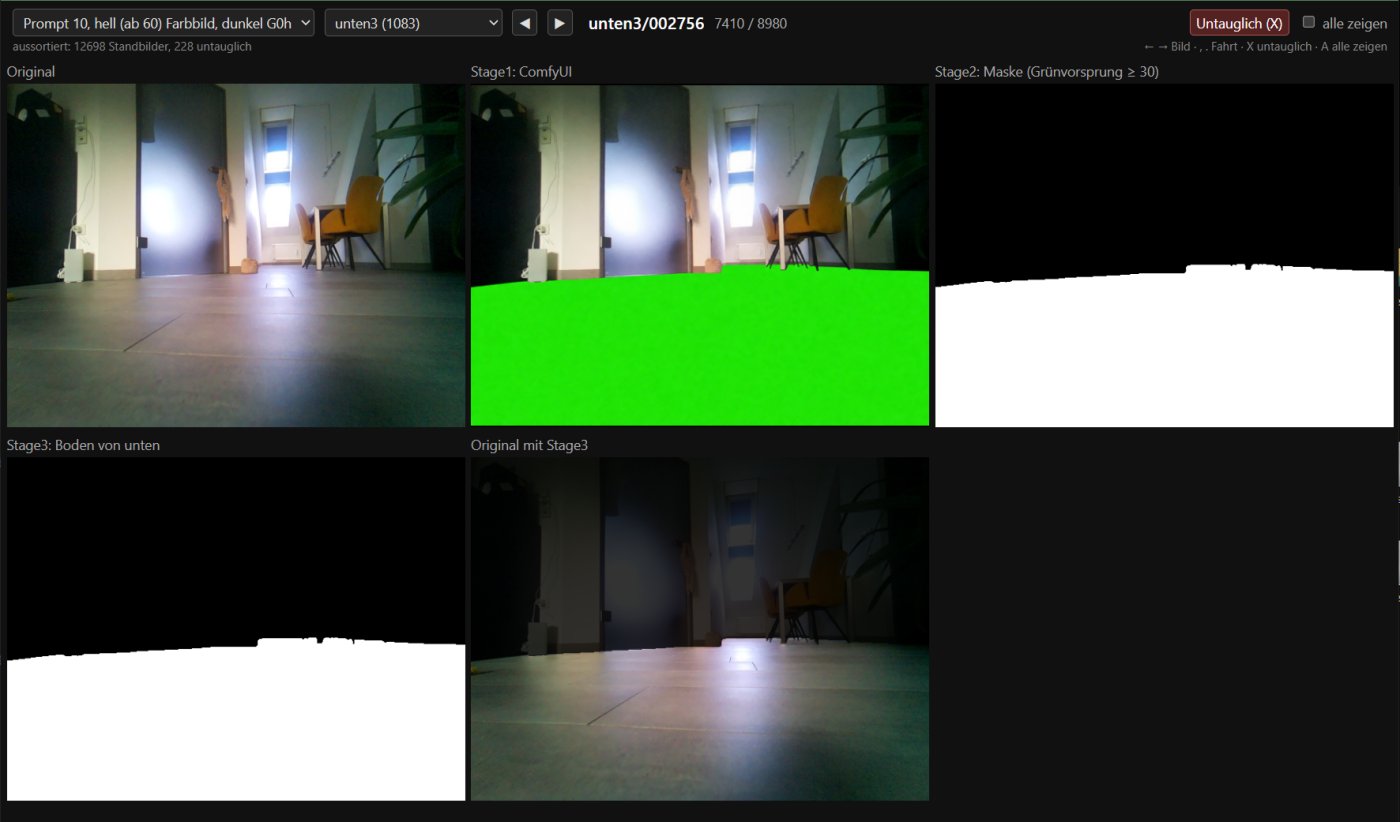 Prompt 10, hell (ab 60) Farbbild, dunkel G0h
unten3 (1083)
◀ ▶
unten3/002756 7410 / 8980
Untauglich (X)
alle zeigen
aussortiert: 12698 Standbilder, 228 untauglich
← → Bild · , . Fahrt · X untauglich · A alle zeigen
Original
Stage1: ComfyUI
Stage2: Maske (Grünvorsprung ≥ 30)
Stage3: Boden von unten
Original mit Stage3